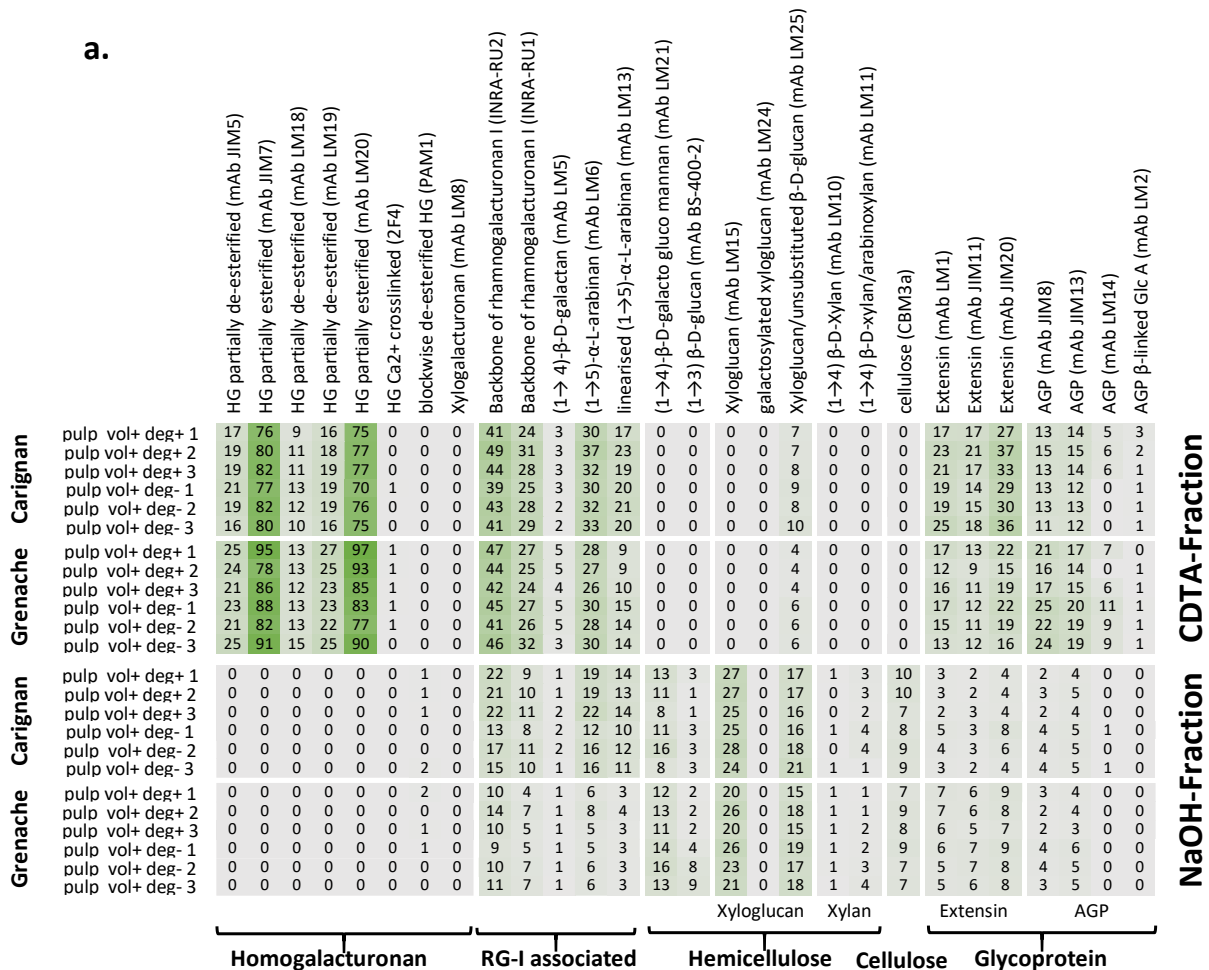 a.
HG partially de-esterified (mAb JIM5)
HG partially esterified (mAb JIM7)
HG partially de-esterified (mAb LM18)
HG partially de-esterified (mAb LM19)
HG partially esterified (mAb LM20)
HG Ca2+ crosslinked (2F4)
blockwise de-esterified HG (PAM1)
Xylogalacturonan (mAb LM8)
Backbone of rhamnogalacturonan I (INRA-RU2)
Backbone of rhamnogalacturonan I (INRA-RU1)
(1→ 4)-β-D-galactan (mAb LM5)
(1→5)-α-L-arabinan (mAb LM6)
linearised (1→5)-α-L-arabinan (mAb LM13)
(1→4)-β-D-galacto gluco mannan (mAb LM21)
(1→3) β-D-glucan (mAb BS-400-2)
Xyloglucan (mAb LM15)
galactosylated xyloglucan (mAb LM24)
Xyloglucan/unsubstituted β-D-glucan (mAb LM25)
(1→4) β-D-Xylan (mAb LM10)
(1→4) β-D-xylan/arabinoxylan (mAb LM11)
cellulose (CBM3a)
Extensin (mAb LM1)
Extensin (mAb JIM11)
Extensin (mAb JIM20)
AGP (mAb JIM8)
AGP (mAb JIM13)
AGP (mAb LM14)
AGP β-linked Glc A (mAb LM2)
Carignan
pulp vol+ deg+ 1 17 76 9 16 75 0 0 0 41 24 3 30 17 0 0 0 0 7 0 0 0 17 17 27 13 14 5 3
pulp vol+ deg+ 2 19 80 11 18 77 0 0 0 49 31 3 37 23 0 0 0 0 7 0 0 0 23 21 37 15 15 6 2
pulp vol+ deg+ 3 19 82 11 19 77 0 0 0 44 28 3 32 19 0 0 0 0 8 0 0 0 21 17 33 13 14 6 1
pulp vol+ deg- 1 21 77 13 19 70 1 0 0 39 25 3 30 20 0 0 0 0 9 0 0 0 19 14 29 13 12 0 1
pulp vol+ deg- 2 19 82 12 19 76 0 0 0 43 28 2 32 21 0 0 0 0 8 0 0 0 19 15 30 13 13 0 1
pulp vol+ deg- 3 16 80 10 16 75 0 0 0 41 29 2 33 20 0 0 0 0 10 0 0 0 25 18 36 11 12 0 1
Grenache
pulp vol+ deg+ 1 25 95 13 27 97 1 0 0 47 27 5 28 9 0 0 0 0 4 0 0 0 17 13 22 21 17 7 0
pulp vol+ deg+ 2 24 78 13 25 93 1 0 0 44 25 5 27 9 0 0 0 0 4 0 0 0 12 9 15 16 14 0 1
pulp vol+ deg+ 3 21 86 12 23 85 1 0 0 42 24 4 26 10 0 0 0 0 4 0 0 0 16 11 19 17 15 6 1
pulp vol+ deg- 1 23 88 13 23 83 1 0 0 45 27 5 30 15 0 0 0 0 6 0 0 0 17 12 22 25 20 11 1
pulp vol+ deg- 2 21 82 13 22 77 1 0 0 41 26 5 28 14 0 0 0 0 6 0 0 0 15 11 19 22 19 9 1
pulp vol+ deg- 3 25 91 15 25 90 0 0 0 46 32 3 30 14 0 0 0 0 6 0 0 0 13 12 16 24 19 9 1
CDTA-Fraction
Carignan
pulp vol+ deg+ 1 0 0 0 0 0 0 1 0 22 9 1 19 14 13 3 27 0 17 1 3 10 3 2 4 2 4 0 0
pulp vol+ deg+ 2 0 0 0 0 0 0 0 0 21 10 1 19 13 11 1 27 0 17 0 3 10 3 2 4 3 5 0 0
pulp vol+ deg+ 3 0 0 0 0 0 0 1 0 22 11 2 22 14 8 1 25 0 16 0 2 7 2 3 4 2 4 0 0
pulp vol+ deg- 1 0 0 0 0 0 0 0 0 13 8 2 12 10 11 3 25 0 16 1 4 8 5 3 8 4 4 1 0
pulp vol+ deg- 2 0 0 0 0 0 0 0 0 17 11 2 16 12 16 3 28 0 18 0 4 9 4 3 6 4 5 0 0
pulp vol+ deg- 3 0 0 0 0 0 0 2 0 15 10 1 16 11 8 3 24 0 21 1 1 9 3 2 8 4 5 1 0
Grenache
pulp vol+ deg+ 1 0 0 0 0 0 0 2 0 10 4 1 6 3 12 2 20 0 15 1 1 7 7 6 9 3 4 0 0
pulp vol+ deg+ 2 0 0 0 0 0 0 0 0 14 7 1 8 4 13 2 26 0 18 1 1 9 7 6 8 2 4 0 0
pulp vol+ deg+ 3 0 0 0 0 0 0 1 0 10 5 1 5 3 11 2 20 0 15 1 2 8 6 5 7 2 3 0 0
pulp vol+ deg- 1 0 0 0 0 0 0 1 0 9 5 1 5 3 14 4 26 0 19 1 2 9 6 7 9 4 6 0 0
pulp vol+ deg- 2 0 0 0 0 0 0 0 0 10 7 1 6 3 16 8 23 0 17 1 3 7 5 7 8 4 5 0 0
pulp vol+ deg- 3 0 0 0 0 0 0 0 0 11 7 1 6 3 13 9 21 0 18 1 4 7 5 6 8 3 5 0 0
NaOH-Fraction
Xyloglucan Xylan Extensin AGP
Homogalacturonan RG-I associated Hemicellulose Cellulose Glycoprotein